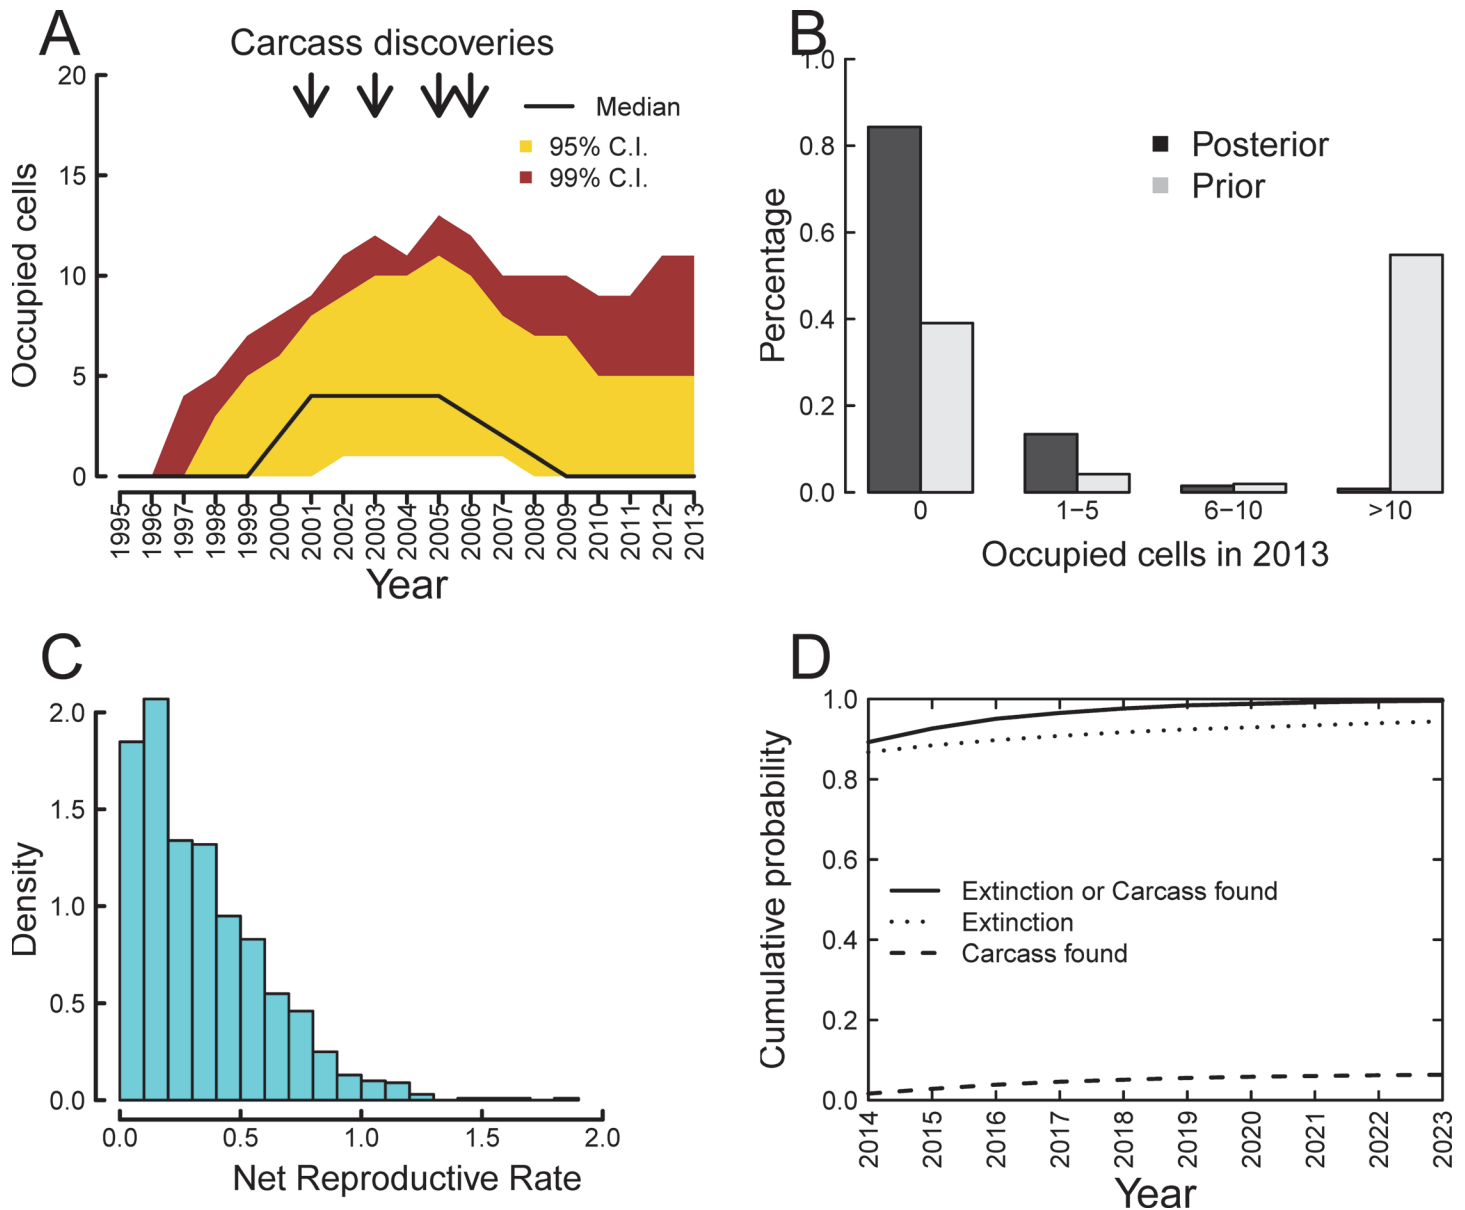 A
Carcass discoveries
Median
95% C.I.
99% C.I.
20
15
10
5
0
Occupied cells
1995
1996
1997
1998
1999
2000
2001
2002
2003
2004
2005
2006
2007
2008
2009
2010
2011
2012
2013
Year
B
1.0
0.8
0.6
0.4
0.2
0.0
Percentage
Posterior
Prior
0
1−5
6−10
>10
Occupied cells in 2013
C
2.0
1.5
1.0
0.5
0.0
Density
0.0
0.5
1.0
1.5
2.0
Net Reproductive Rate
D
1.0
0.8
0.6
0.4
0.2
0.0
Cumulative probability
Extinction or Carcass found
Extinction
Carcass found
2014
2015
2016
2017
2018
2019
2020
2021
2022
2023
Year